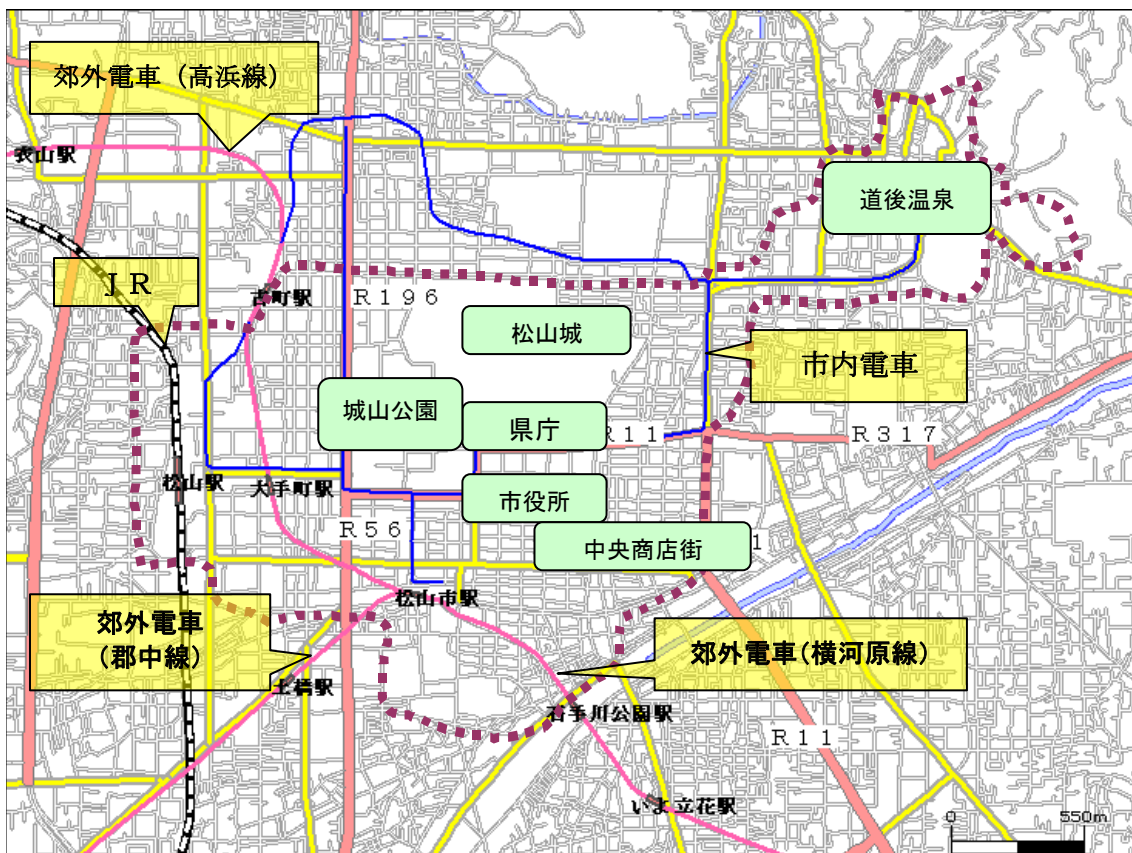 郊外電車（高浜線）
衣山駅
道後温泉
ＪＲ
古町駅
Ｒ１９６
松山城
市内電車
城山公園
県庁
Ｒ１１
Ｒ３１７
松山駅
大手町駅
市役所
Ｒ５６
中央商店街
1
松山市駅
郊外電車
（郡中線）
郊外電車（横河原線）
土橋駅
石手川公園駅
Ｒ１１
いよ立花駅
0
550m